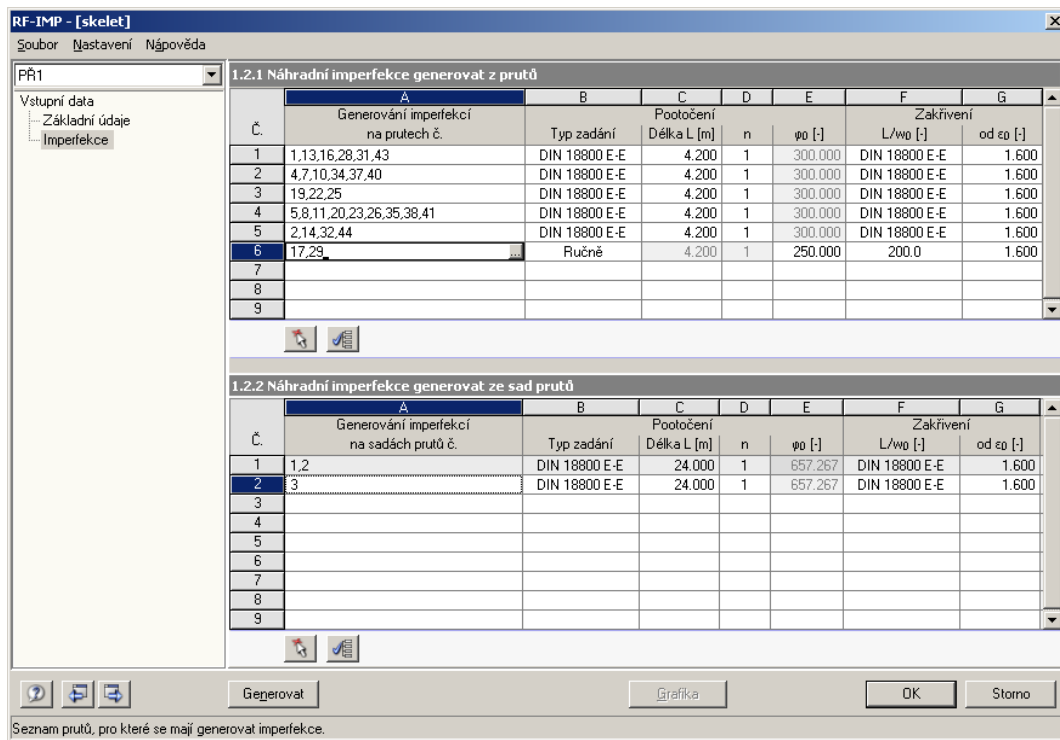 RF-IMP - [skelet]
Soubor Nastavení Nápověda
PŘ1
Vstupní data
Základní údaje
Imperfekce
1.2.1 Náhradní imperfekce generovat z prutů
A B C D E F G
Generování imperfekcí Pootočení Zakřivení
Č. na prutech č. Typ zadání Délka L [m] n φ0 [-] L/w0 [-] od ε0 [-]
1 1,13,16,28,31,43 DIN 18800 E-E 4.200 1 300.000 DIN 18800 E-E 1.600
2 4,7,10,34,37,40 DIN 18800 E-E 4.200 1 300.000 DIN 18800 E-E 1.600
3 19,22,25 DIN 18800 E-E 4.200 1 300.000 DIN 18800 E-E 1.600
4 5,8,11,20,23,26,35,38,41 DIN 18800 E-E 4.200 1 300.000 DIN 18800 E-E 1.600
5 2,14,32,44 DIN 18800 E-E 4.200 1 300.000 DIN 18800 E-E 1.600
6 17,29 ... Ručně 4.200 1 250.000 200.0 1.600
7
8
9
1.2.2 Náhradní imperfekce generovat ze sad prutů
A B C D E F G
Generování imperfekcí Pootočení Zakřivení
Č. na sadách prutů č. Typ zadání Délka L [m] n φ0 [-] L/w0 [-] od ε0 [-]
1 1,2 DIN 18800 E-E 24.000 1 657.267 DIN 18800 E-E 1.600
2 3 DIN 18800 E-E 24.000 1 657.267 DIN 18800 E-E 1.600
3
4
5
6
7
8
9
Generovat Grafika OK Storno
Seznam prutů, pro které se mají generovat imperfekce.